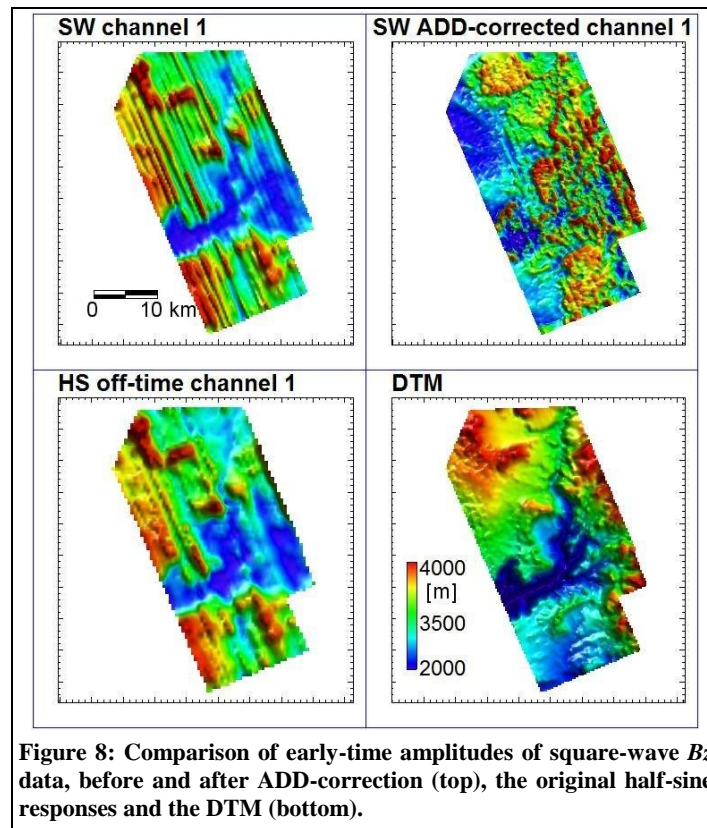 SW channel 1
SW ADD-corrected channel 1
0 10 km
HS off-time channel 1
DTM
4000
[m]
3500
2000
Figure 8: Comparison of early-time amplitudes of square-wave Bz
data, before and after ADD-correction (top), the original half-sine
responses and the DTM (bottom).